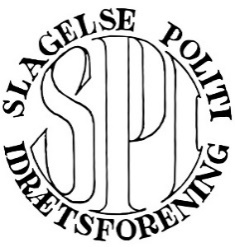 SLAGELSE POLITI
SPI
IDRÆTSFORENING